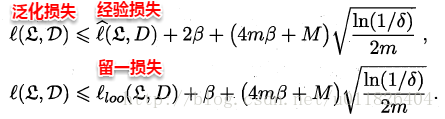 泛化损失 经验损失
ℓ(𝔏, 𝒟) ⩽ ℓ̂(𝔏, D) + 2β + (4mβ + M)√(ln(1/δ)/2m) ,
留一损失
ℓ(𝔏, 𝒟) ⩽ ℓ_loo(𝔏, D) + β + (4mβ + M)√(ln(1/δ)/2m) .